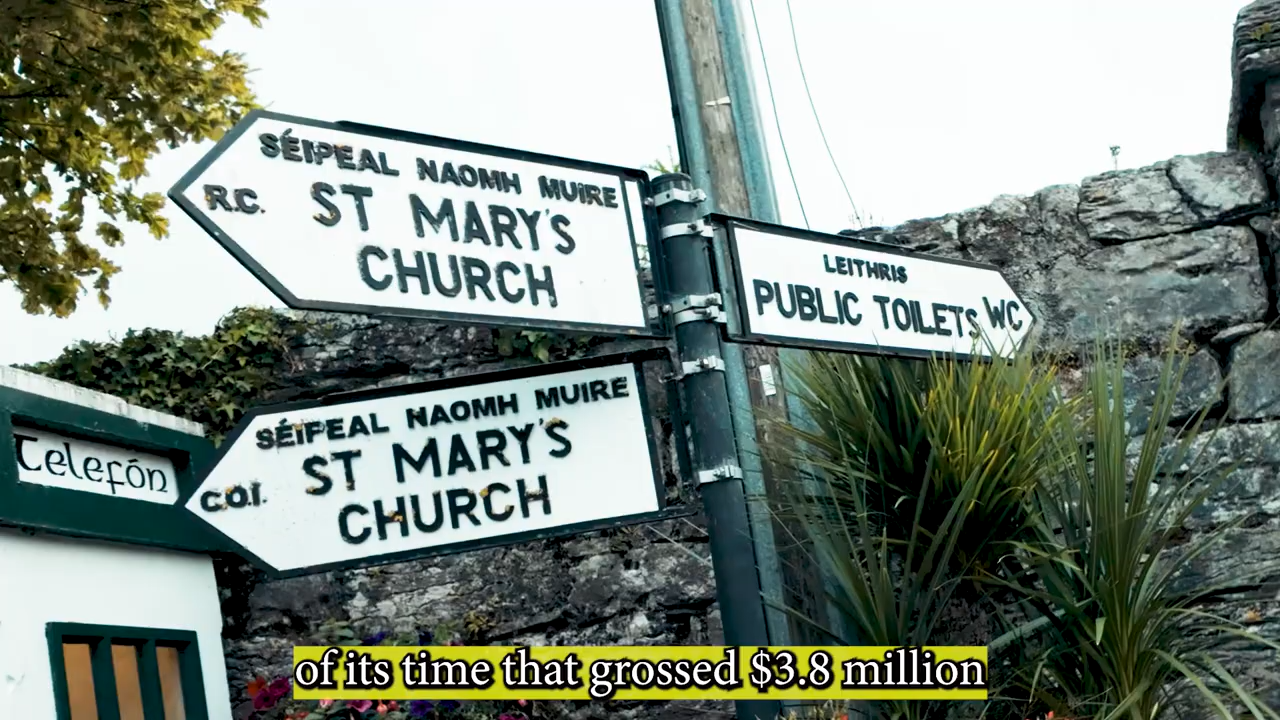 SÉIPEAL NAOMH MUIRE
R.C. ST MARY'S
CHURCH
LEITHRIS
PUBLIC TOILETS WC
SÉIPEAL NAOMH MUIRE
C.O.I. ST MARY'S
CHURCH
Telefón
of its time that grossed $3.8 million